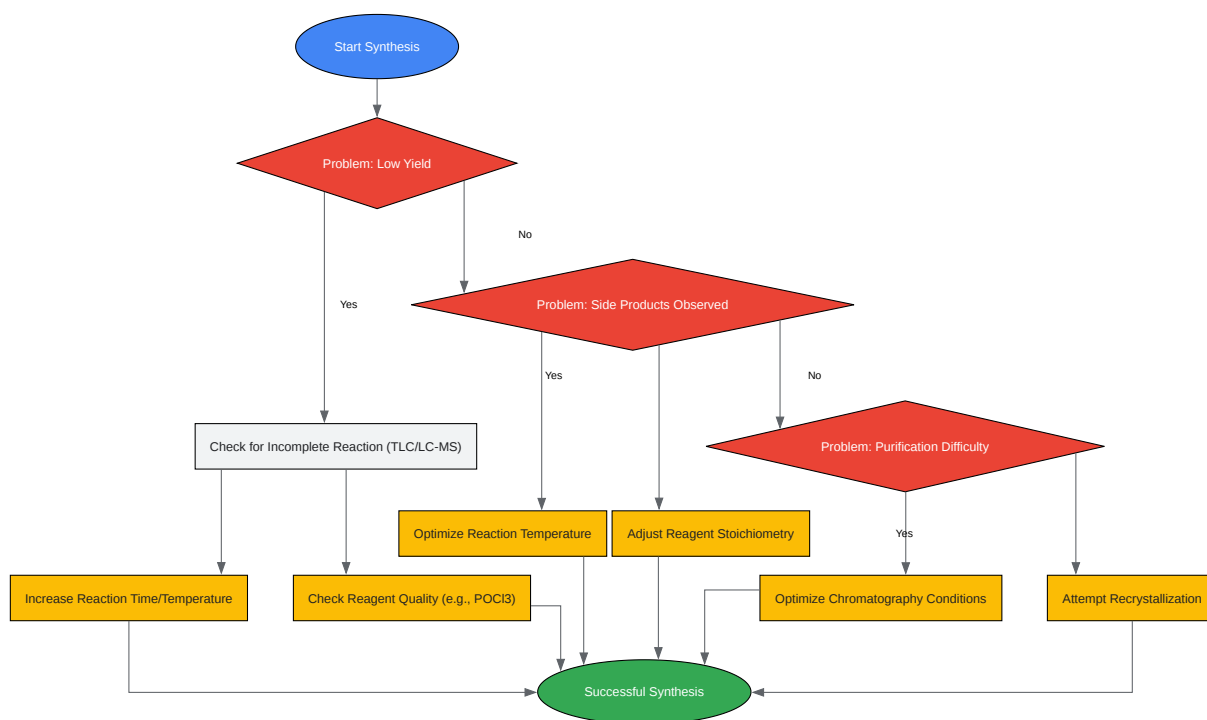 Start Synthesis
Problem: Low Yield
No
Problem: Side Products Observed
Yes
Yes
No
Check for Incomplete Reaction (TLC/LC-MS)
Problem: Purification Difficulty
Optimize Reaction Temperature
Adjust Reagent Stoichiometry
Yes
Increase Reaction Time/Temperature
Check Reagent Quality (e.g., POCl3)
Optimize Chromatography Conditions
Attempt Recrystallization
Successful Synthesis